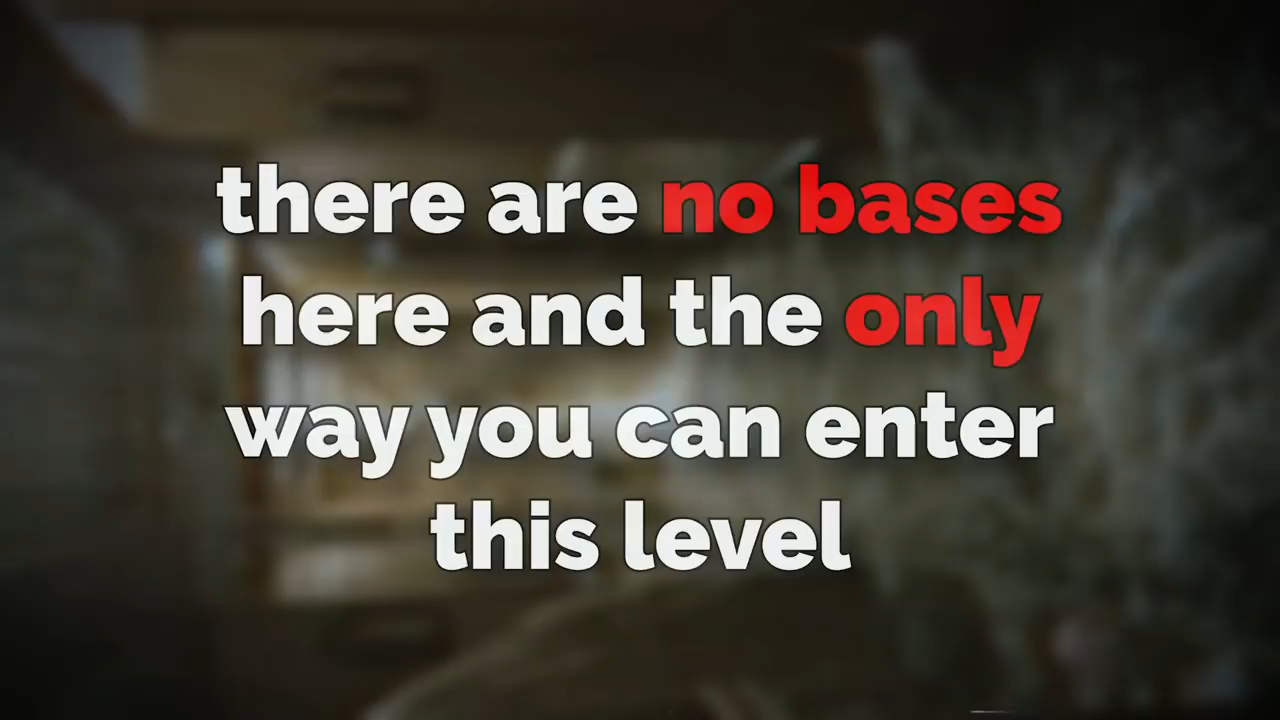 there are no bases
here and the only
way you can enter
this level